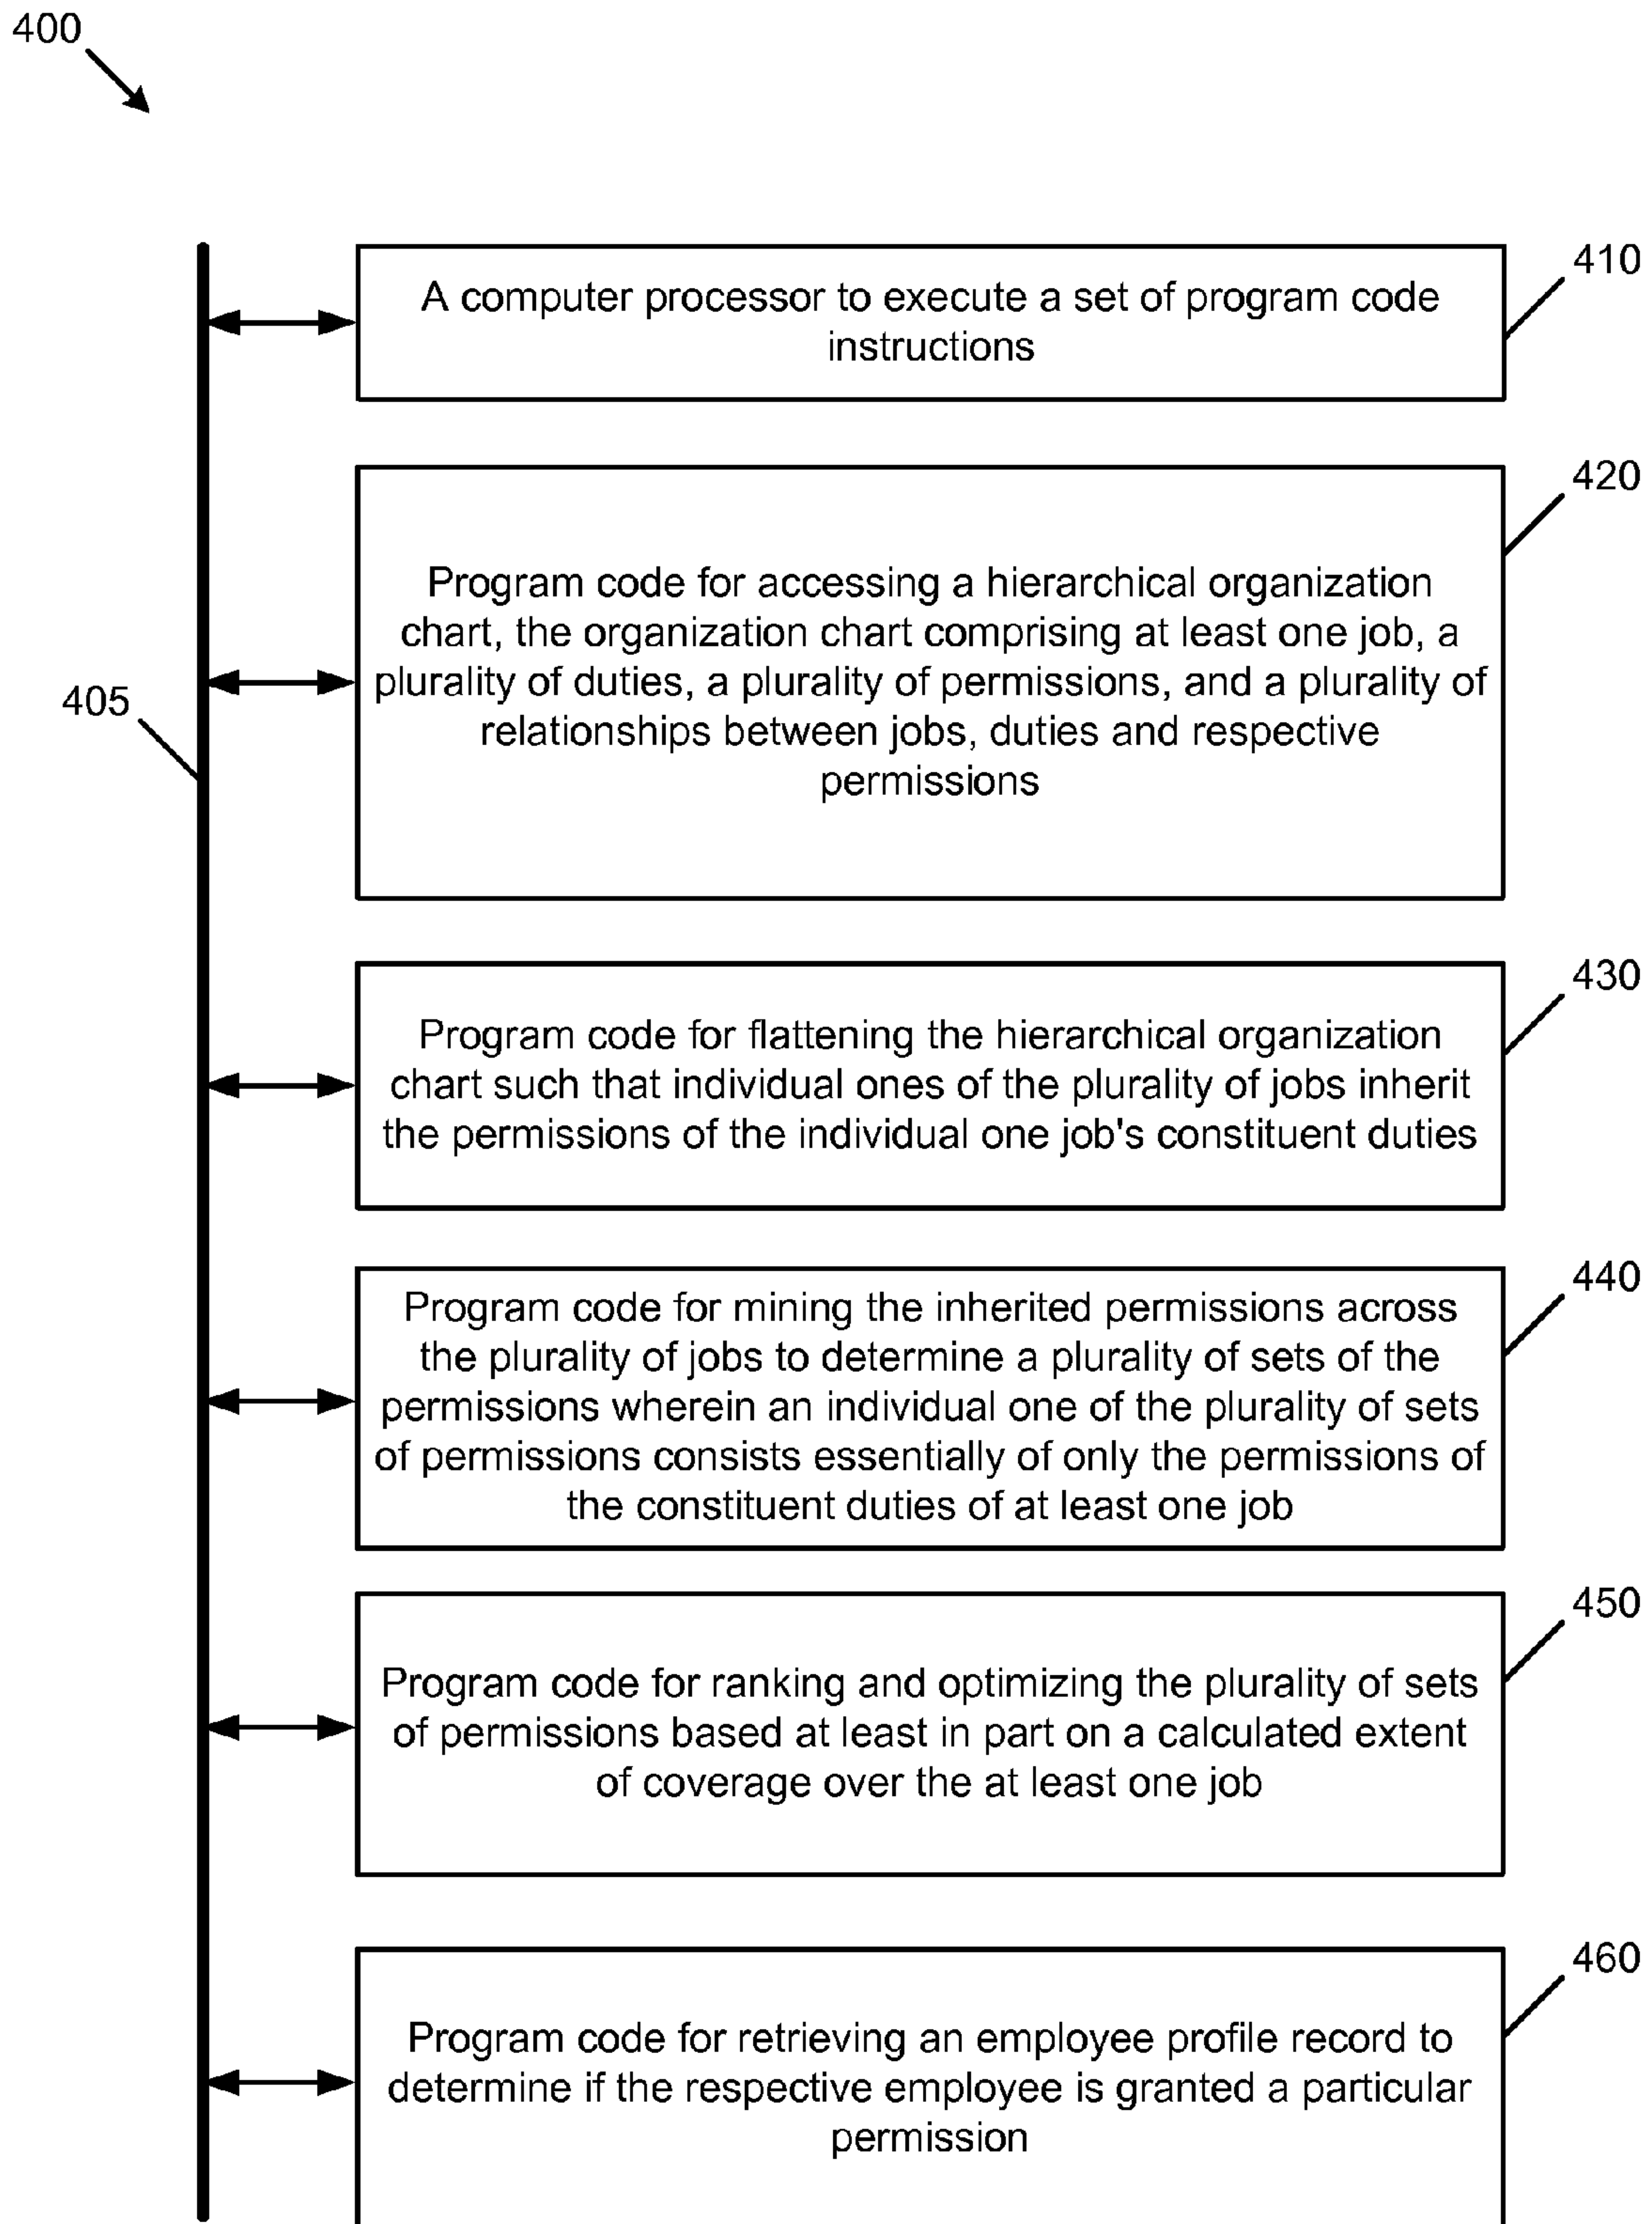 400
410
A computer processor to execute a set of program code
instructions
420
Program code for accessing a hierarchical organization
chart, the organization chart comprising at least one job, a
plurality of duties, a plurality of permissions, and a plurality of
relationships between jobs, duties and respective
permissions
405
430
Program code for flattening the hierarchical organization
chart such that individual ones of the plurality of jobs inherit
the permissions of the individual one job's constituent duties
440
Program code for mining the inherited permissions across
the plurality of jobs to determine a plurality of sets of the
permissions wherein an individual one of the plurality of sets
of permissions consists essentially of only the permissions of
the constituent duties of at least one job
450
Program code for ranking and optimizing the plurality of sets
of permissions based at least in part on a calculated extent
of coverage over the at least one job
460
Program code for retrieving an employee profile record to
determine if the respective employee is granted a particular
permission